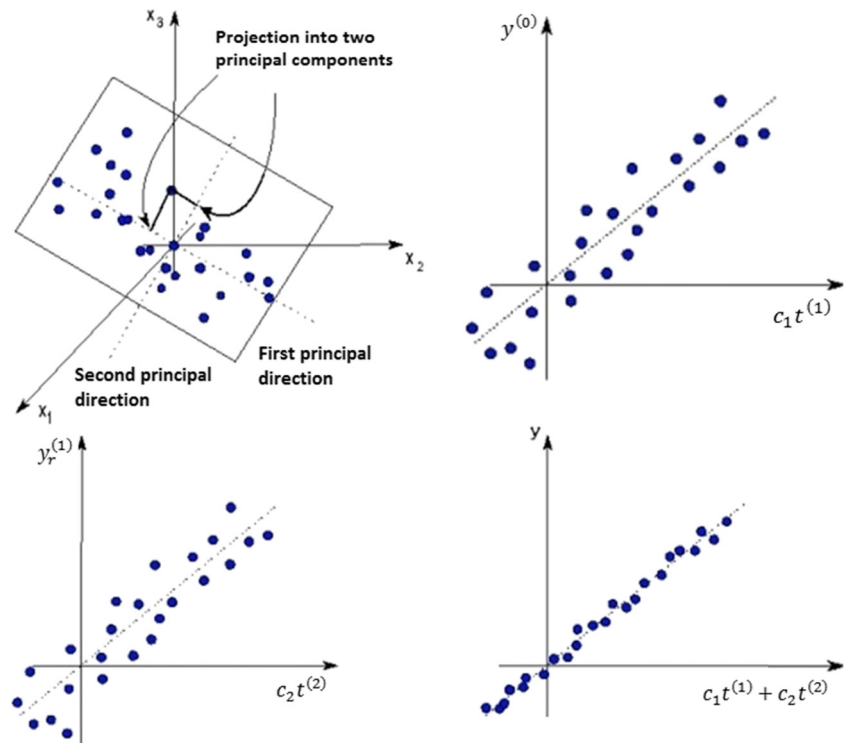 x₃
Projection into two
principal components
x₂
First principal
direction
Second principal
direction
x₁
y⁽⁰⁾
c₁t⁽¹⁾
yᵣ⁽¹⁾
c₂t⁽²⁾
y
c₁t⁽¹⁾ + c₂t⁽²⁾